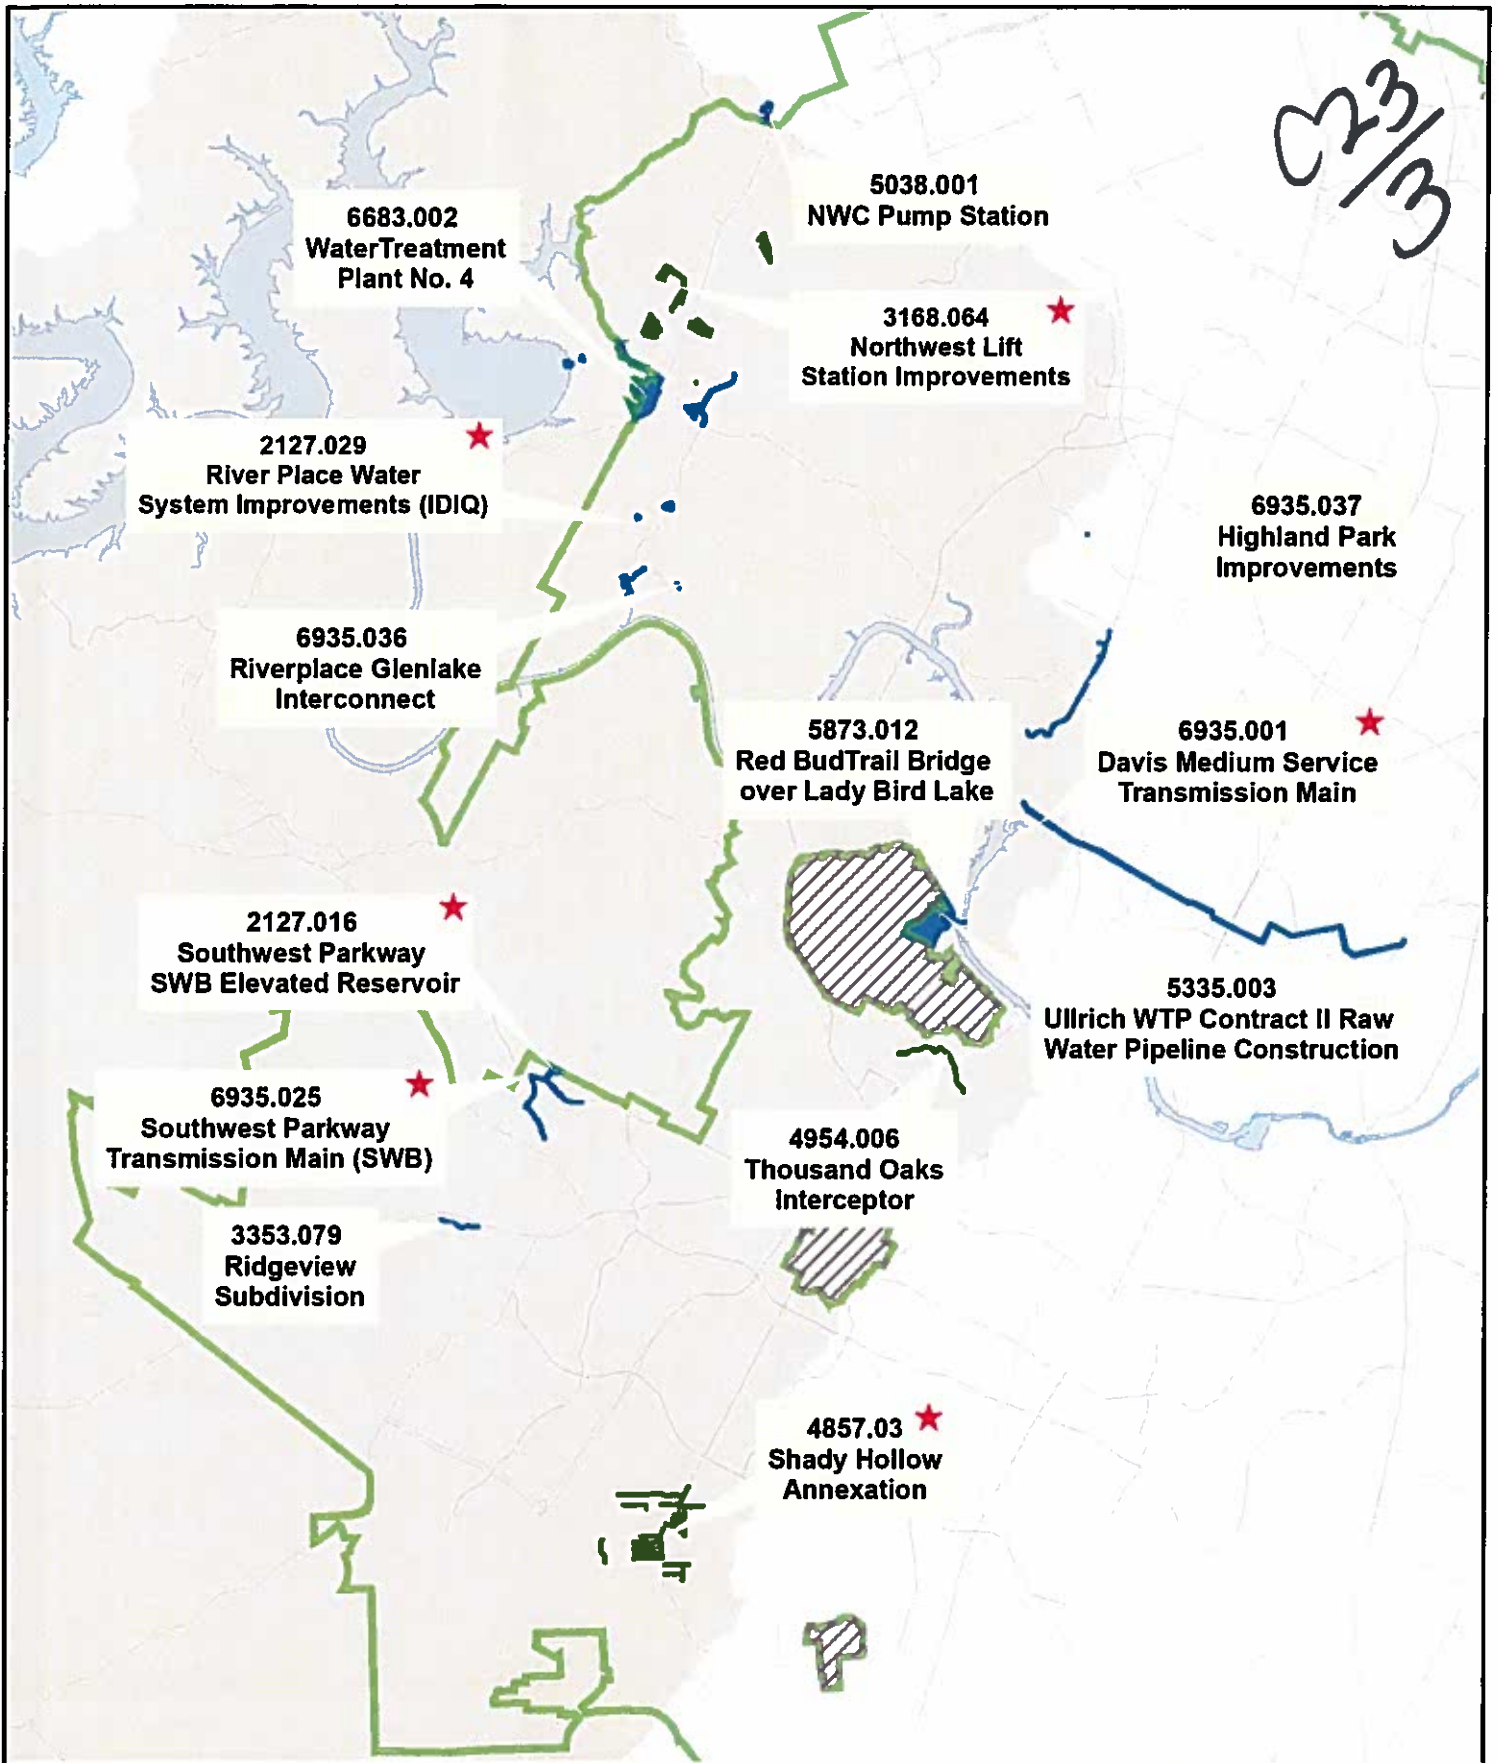 C23/3
5038.001
NWC Pump Station
6683.002
WaterTreatment
Plant No. 4
3168.064
Northwest Lift
Station Improvements
2127.029
River Place Water
System Improvements (IDIQ)
6935.037
Highland Park
Improvements
6935.036
Riverplace Glenlake
Interconnect
5873.012
Red BudTrail Bridge
over Lady Bird Lake
6935.001
Davis Medium Service
Transmission Main
2127.016
Southwest Parkway
SWB Elevated Reservoir
5335.003
Ullrich WTP Contract II Raw
Water Pipeline Construction
6935.025
Southwest Parkway
Transmission Main (SWB)
4954.006
Thousand Oaks
Interceptor
3353.079
Ridgeview
Subdivision
4857.03
Shady Hollow
Annexation